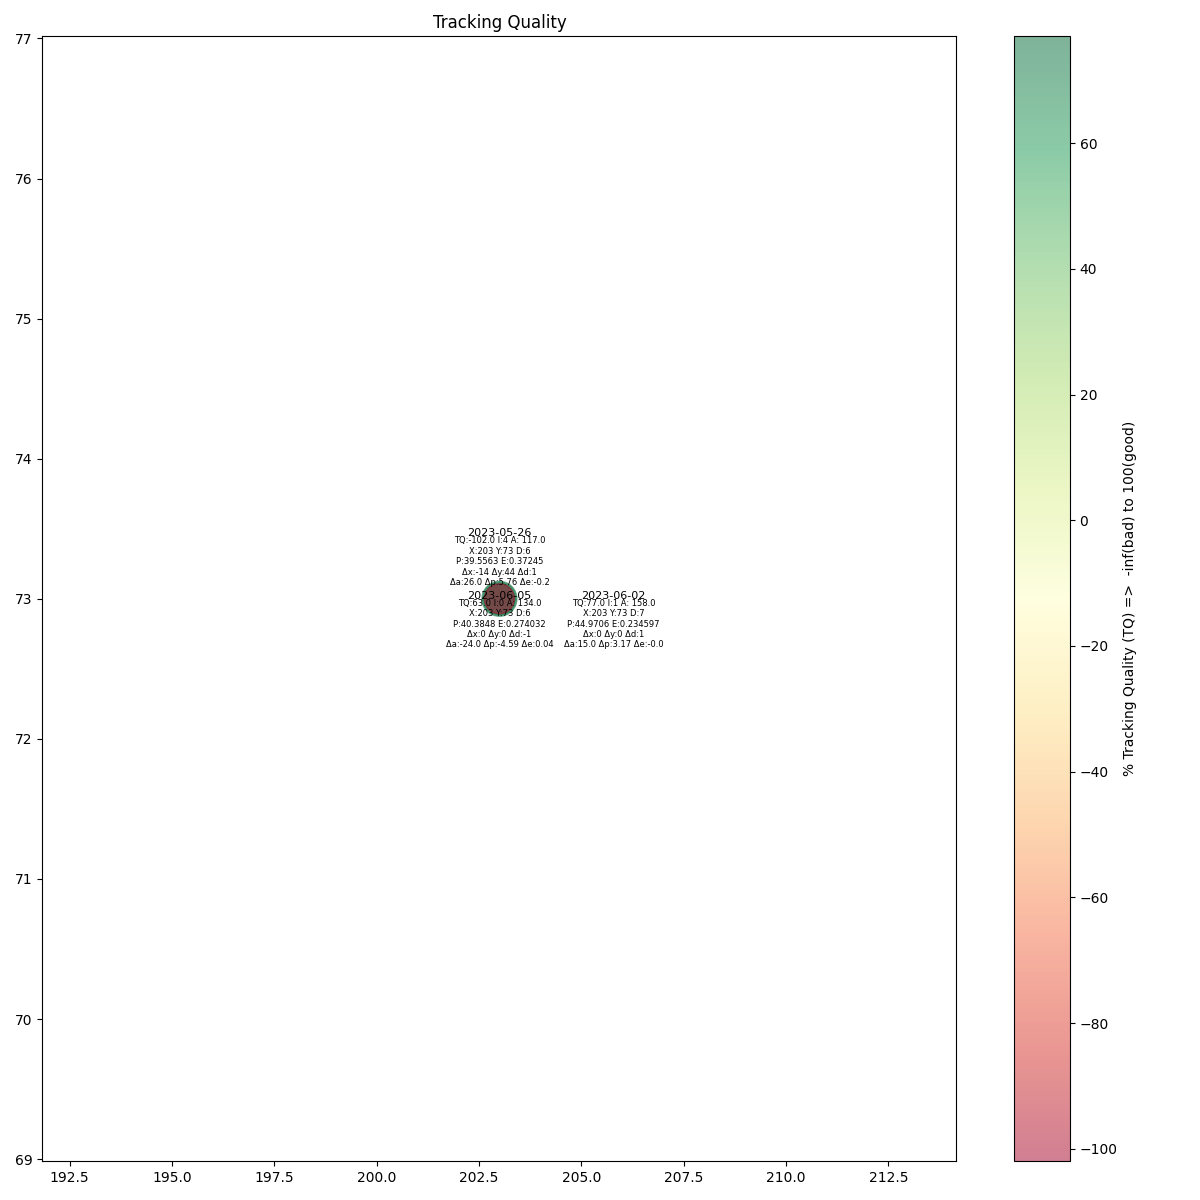 Tracking Quality
77
76
75
74
73
72
71
70
69
192.5 195.0 197.5 200.0 202.5 205.0 207.5 210.0 212.5
2023-05-26
TQ:-102.0 I:4 A: 117.0
X:203 Y:73 D:6
P:39.5563 E:0.37245
Δx:-14 Δy:44 Δd:1
Δa:26.0 Δp:5.76 Δe:-0.2
2023-06-05
TQ:63.0 I:0 A: 134.0
X:203 Y:73 D:6
P:40.3848 E:0.274032
Δx:0 Δy:0 Δd:-1
Δa:-24.0 Δp:-4.59 Δe:0.04
2023-06-02
TQ:77.0 I:1 A: 158.0
X:203 Y:73 D:7
P:44.9706 E:0.234597
Δx:0 Δy:0 Δd:1
Δa:15.0 Δp:3.17 Δe:-0.0
60
40
20
0
−20
−40
−60
−80
−100
% Tracking Quality (TQ) => -inf(bad) to 100(good)